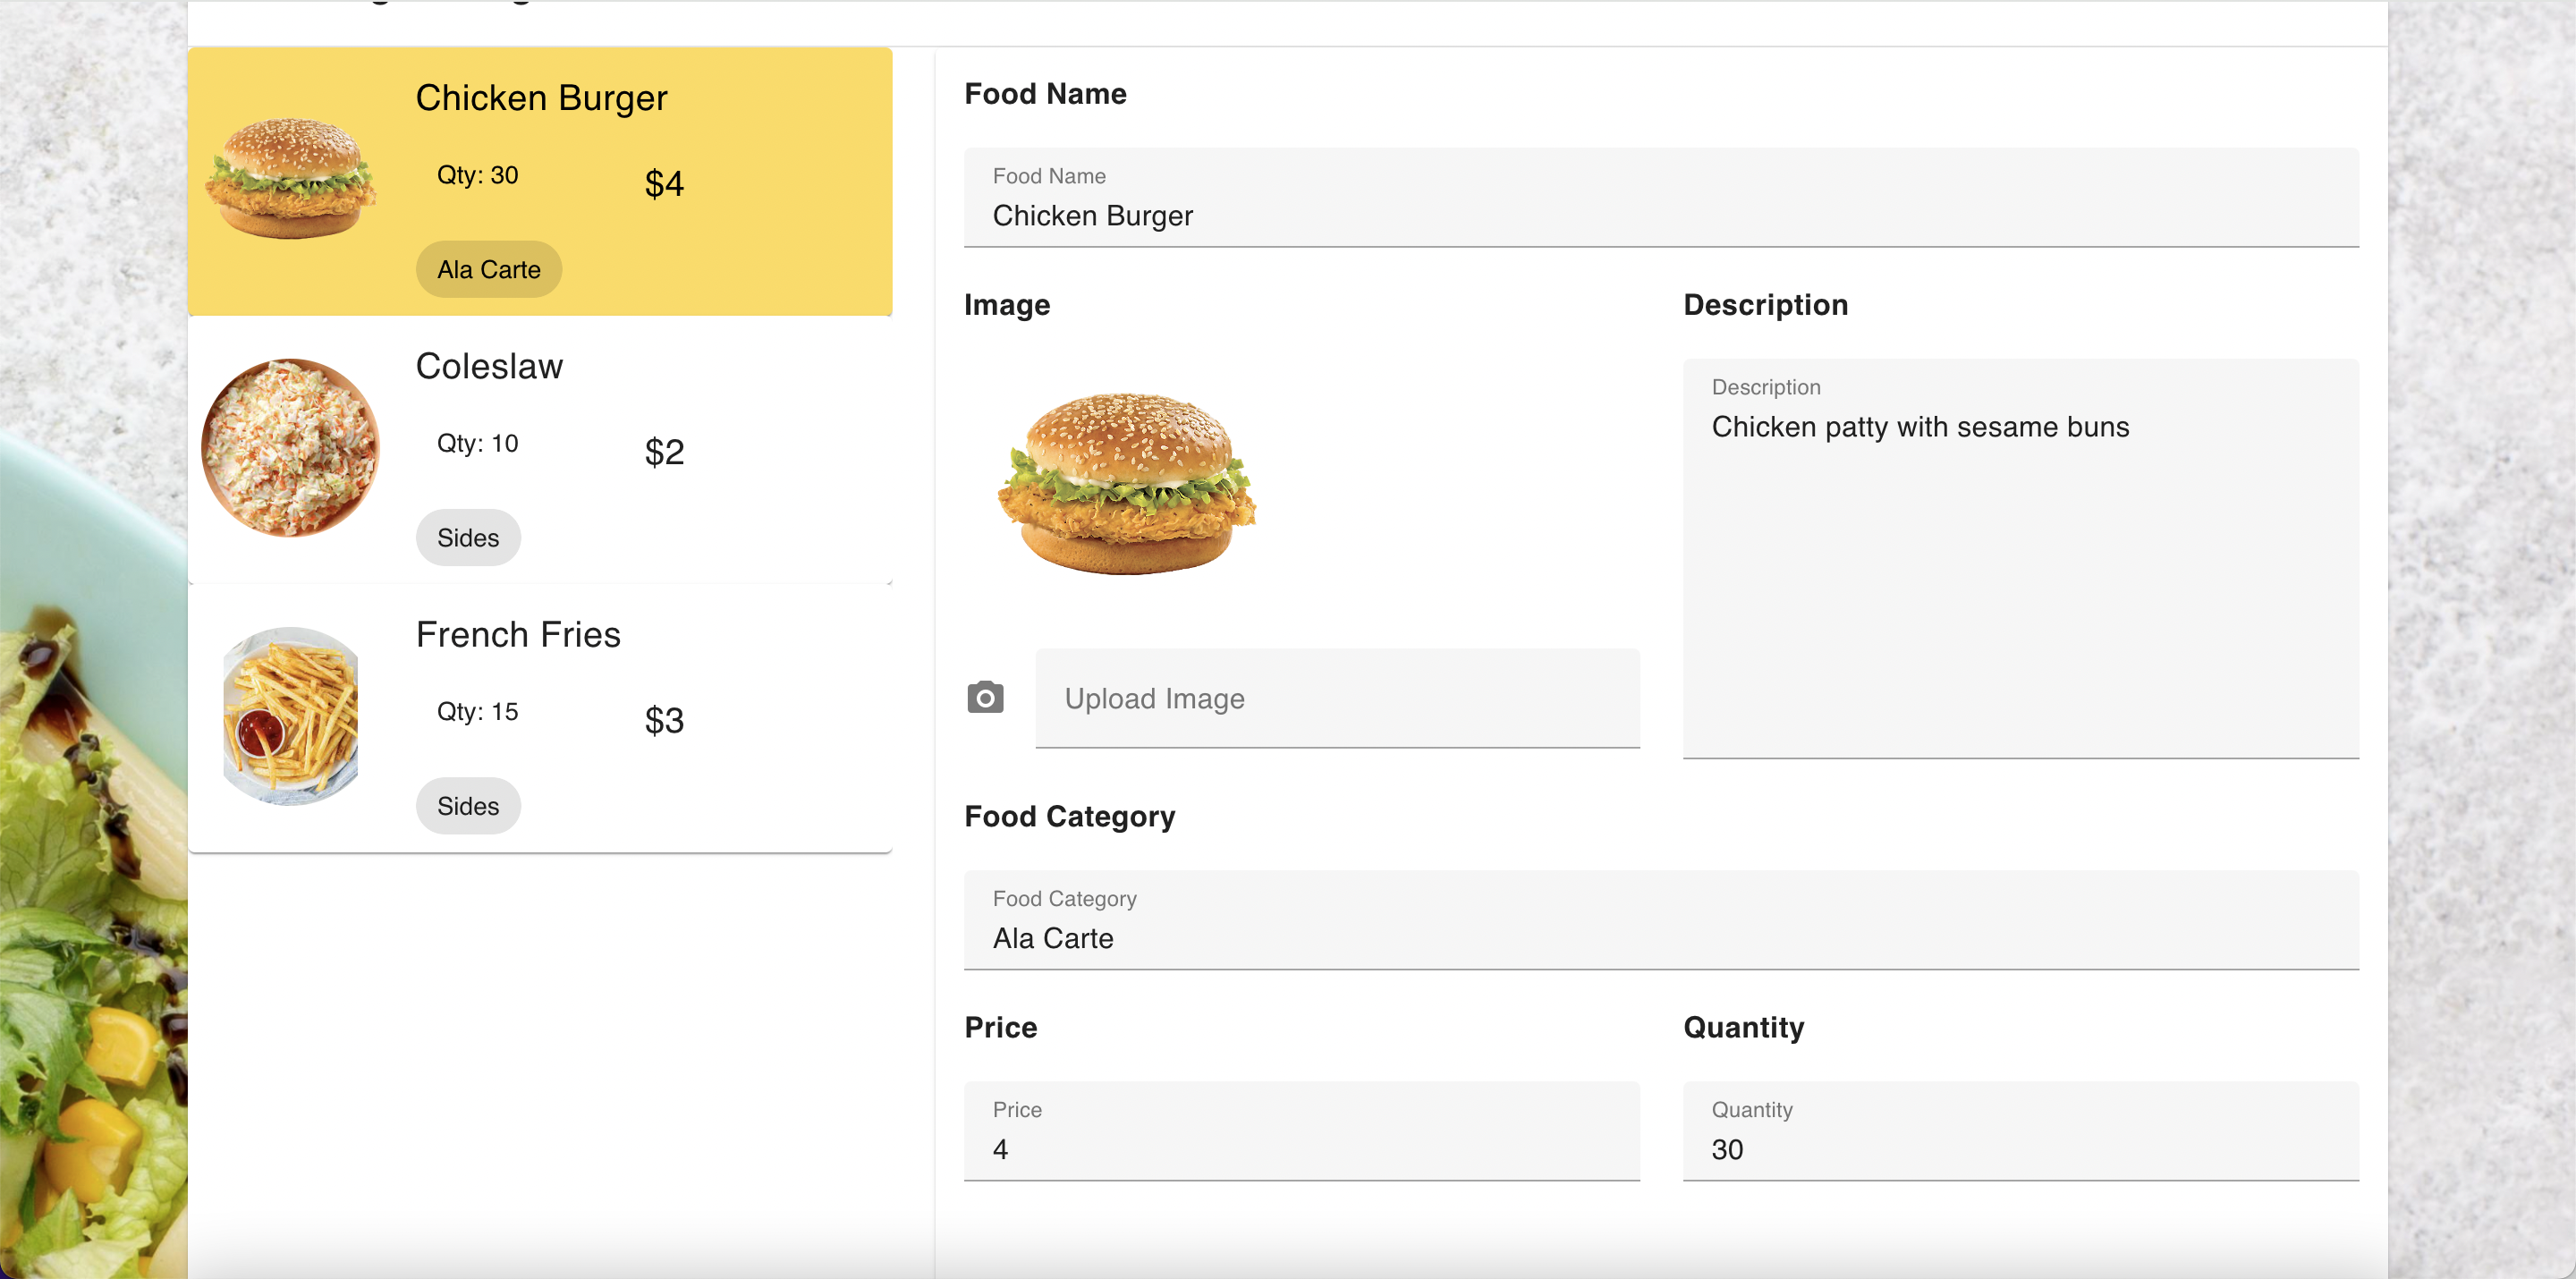 Chicken Burger
Qty: 30
$4
Ala Carte
Coleslaw
Qty: 10
$2
Sides
French Fries
Qty: 15
$3
Sides
Food Name
Food Name
Chicken Burger
Image
Upload Image
Description
Description
Chicken patty with sesame buns
Food Category
Food Category
Ala Carte
Price
Price
4
Quantity
Quantity
30